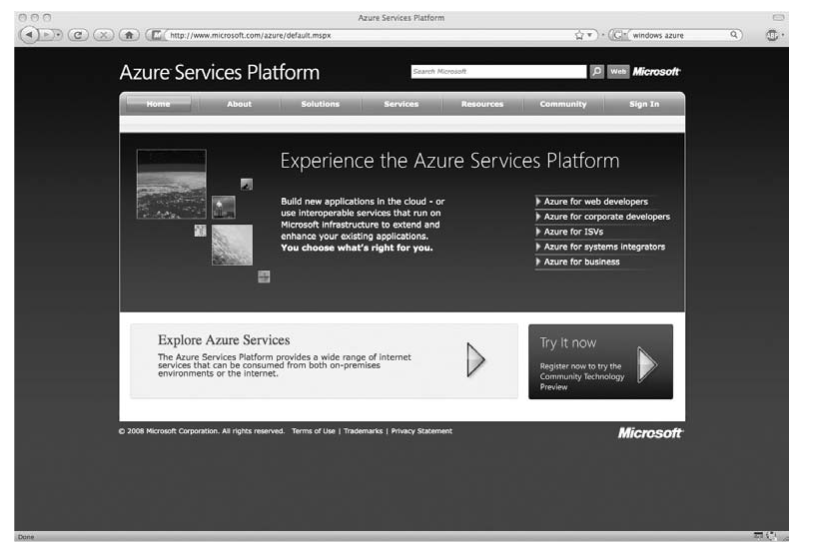 Azure Services Platform
http://www.microsoft.com/azure/default.mspx
windows azure
Azure Services Platform
Search Microsoft
Web
Microsoft
Home
About
Solutions
Services
Resources
Community
Sign In
Experience the Azure Services Platform
Build new applications in the cloud - or
use interoperable services that run on
Microsoft infrastructure to extend and
enhance your existing applications.
You choose what's right for you.
Azure for web developers
Azure for corporate developers
Azure for ISVs
Azure for systems integrators
Azure for business
Explore Azure Services
The Azure Services Platform provides a wide range of internet
services that can be consumed from both on-premises
environments or the internet.
Try It now
Register now to try the
Community Technology
Preview
© 2008 Microsoft Corporation. All rights reserved. Terms of Use | Trademarks | Privacy Statement
Microsoft
Done